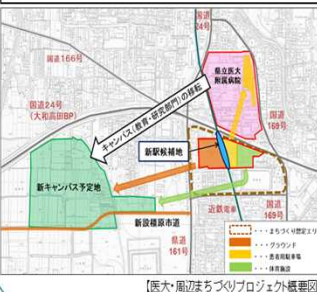 国道
24号
国道166号
県立医大
附属病院
国道24号
(大和高田BP)
国道
169号
キャンパス(教育・研究部門)の移転
新駅候補地
新キャンパス予定地
国道
169号
近鉄電車
新設橿原市道
県道
161号
・・・まちづくり想定エリア
・・・グラウンド
・・・患者用駐車場
・・・体育施設
【医大・周辺まちづくりプロジェクト概要図